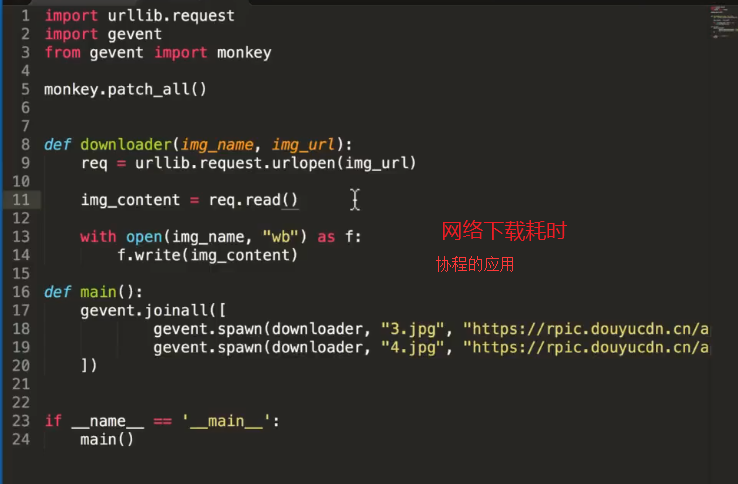 1 import urllib.request
2 import gevent
3 from gevent import monkey
4
5 monkey.patch_all()
6
7
8 def downloader(img_name, img_url):
9     req = urllib.request.urlopen(img_url)
10
11     img_content = req.read()
12
13     with open(img_name, "wb") as f:
网络下载耗时
14         f.write(img_content)
协程的应用
15
16 def main():
17     gevent.joinall([
18             gevent.spawn(downloader, "3.jpg", "https://rpic.douyucdn.cn/a
19             gevent.spawn(downloader, "4.jpg", "https://rpic.douyucdn.cn/a
20     ])
21
22
23 if __name__ == '__main__':
24     main()